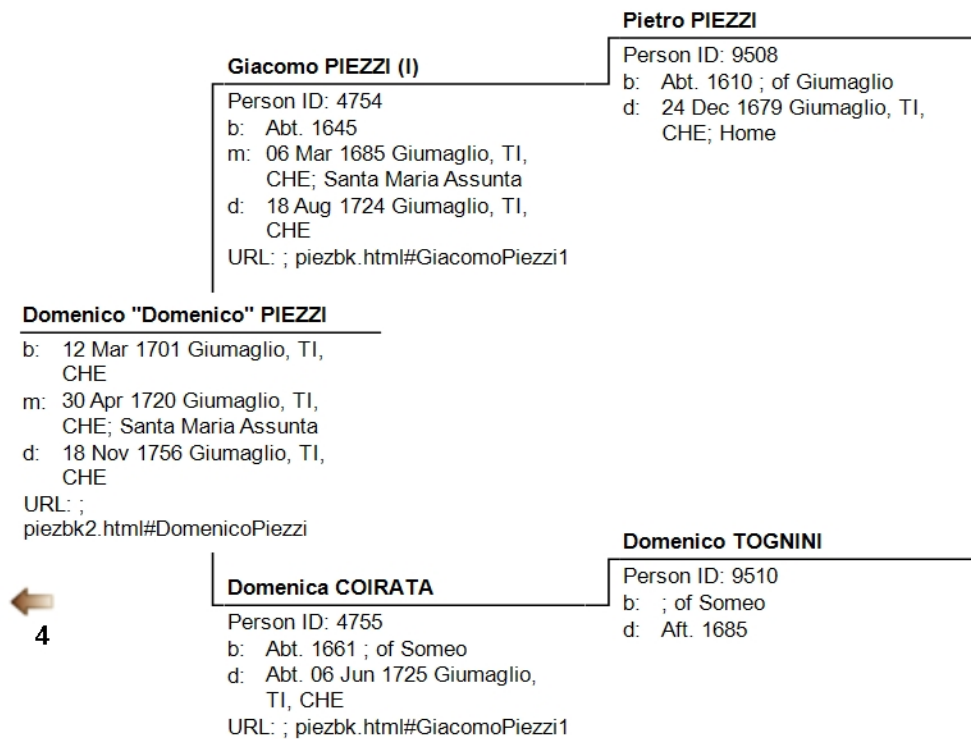 Pietro PIEZZI
Person ID: 9508
b: Abt. 1610 ; of Giumaglio
d: 24 Dec 1679 Giumaglio, TI,
CHE; Home
Giacomo PIEZZI (I)
Person ID: 4754
b: Abt. 1645
m: 06 Mar 1685 Giumaglio, TI,
CHE; Santa Maria Assunta
d: 18 Aug 1724 Giumaglio, TI,
CHE
URL: ; piezbk.html#GiacomoPiezzi1
Domenico "Domenico" PIEZZI
b: 12 Mar 1701 Giumaglio, TI,
CHE
m: 30 Apr 1720 Giumaglio, TI,
CHE; Santa Maria Assunta
d: 18 Nov 1756 Giumaglio, TI,
CHE
URL: ;
piezbk2.html#DomenicoPiezzi
Domenico TOGNINI
Person ID: 9510
b: ; of Someo
d: Aft. 1685
Domenica COIRATA
Person ID: 4755
b: Abt. 1661 ; of Someo
d: Abt. 06 Jun 1725 Giumaglio,
TI, CHE
URL: ; piezbk.html#GiacomoPiezzi1
4